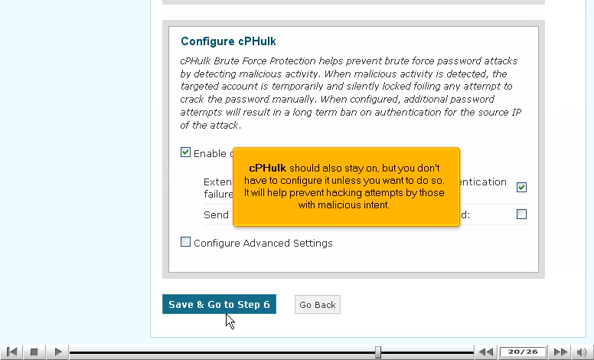 Configure cPHulk
cPHulk Brute Force Protection helps prevent brute force password attacks
by detecting malicious activity. When malicious activity is detected, the
targeted account is temporarily and silently locked foiling any attempt to
crack the password manually. When configured, additional password
attempts will result in a long term ban on authentication for the source IP
of the attack.
Enable
cPHulk should also stay on, but you don't
have to configure it unless you want to do so.
It will help prevent hacking attempts by those
with malicious intent.
failure
Send
Configure Advanced Settings
Save & Go to Step 6
Go Back
20/26